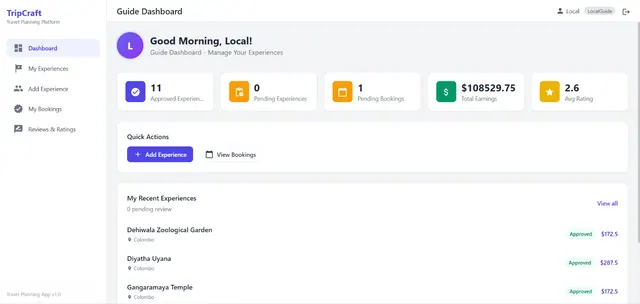 TripCraft
Travel Planning Platform
Guide Dashboard
Local
LocalGuide
Dashboard
My Experiences
Add Experience
My Bookings
Reviews & Ratings
L
Good Morning, Local!
Guide Dashboard - Manage Your Experiences
11
Approved Experien...
0
Pending Experiences
1
Pending Bookings
$108529.75
Total Earnings
2.6
Avg Rating
Quick Actions
+ Add Experience
View Bookings
My Recent Experiences
View all
0 pending review
Dehiwala Zoological Garden
Colombo
Approved
$172.5
Diyatha Uyana
Colombo
Approved
$287.5
Gangaramaya Temple
Colombo
Approved
$172.5
Travel Planning App v1.0